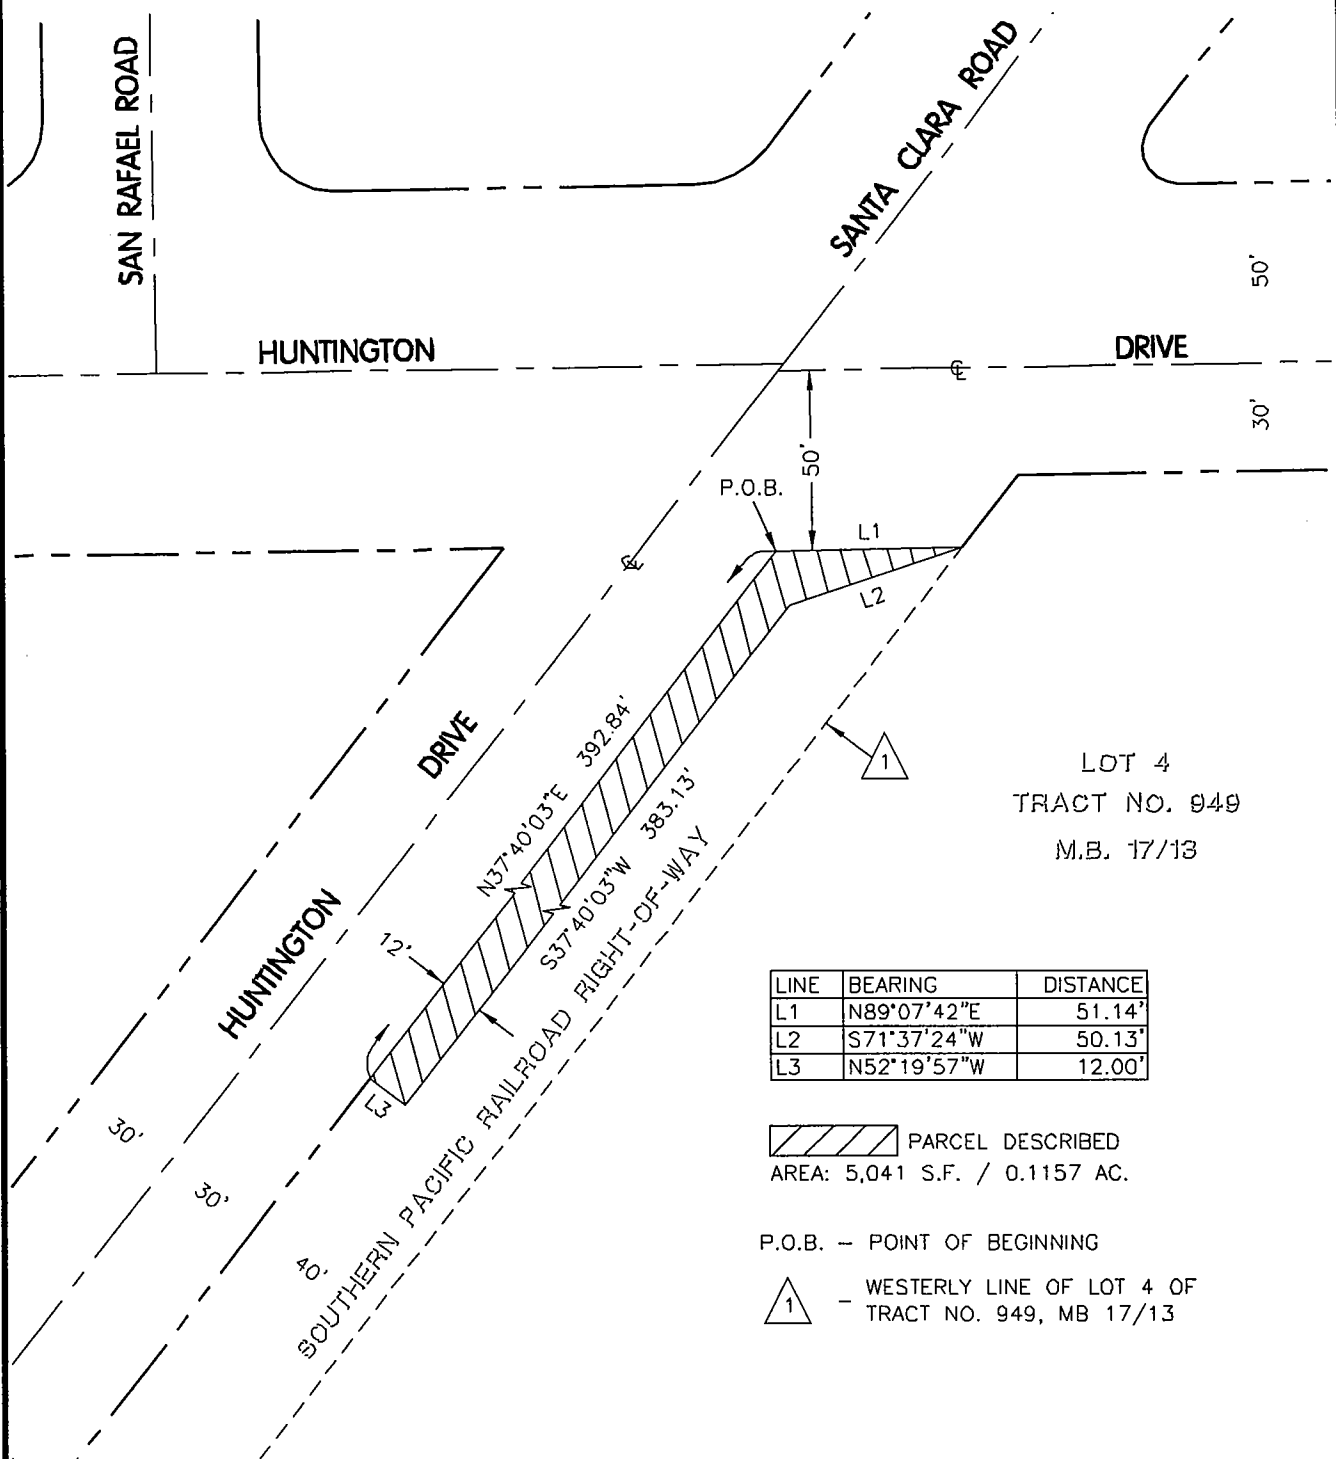 SAN RAFAEL ROAD
SANTA CLARA ROAD
50'
HUNTINGTON
DRIVE
℄
30'
50'
P.O.B.
L1
℄
L2
392.84'
N37°40'03"E
383.13'
S37°40'03"W
DRIVE
HUNTINGTON
1
LOT 4
TRACT NO. 949
M.B. 17/13
12'
SOUTHERN PACIFIC RAILROAD RIGHT-OF-WAY
L3
30'
30'
40'
LINE BEARING DISTANCE
L1 N89°07'42"E 51.14'
L2 S71°37'24"W 50.13'
L3 N52°19'57"W 12.00'
PARCEL DESCRIBED
AREA: 5,041 S.F. / 0.1157 AC.
P.O.B. - POINT OF BEGINNING
1 - WESTERLY LINE OF LOT 4 OF
TRACT NO. 949, MB 17/13